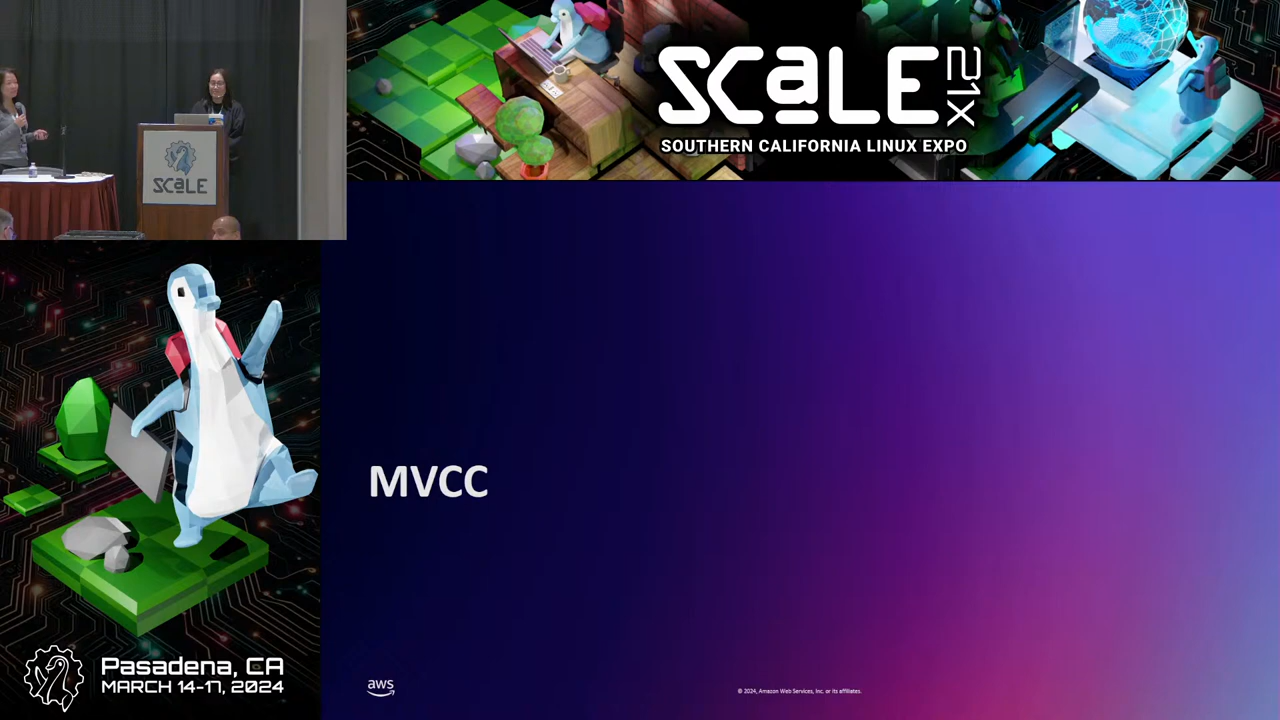 SCaLE 21X
SOUTHERN CALIFORNIA LINUX EXPO
SCaLE
MVCC
Pasadena, CA
MARCH 14-17, 2024
aws
© 2024, Amazon Web Services, Inc. or its affiliates.